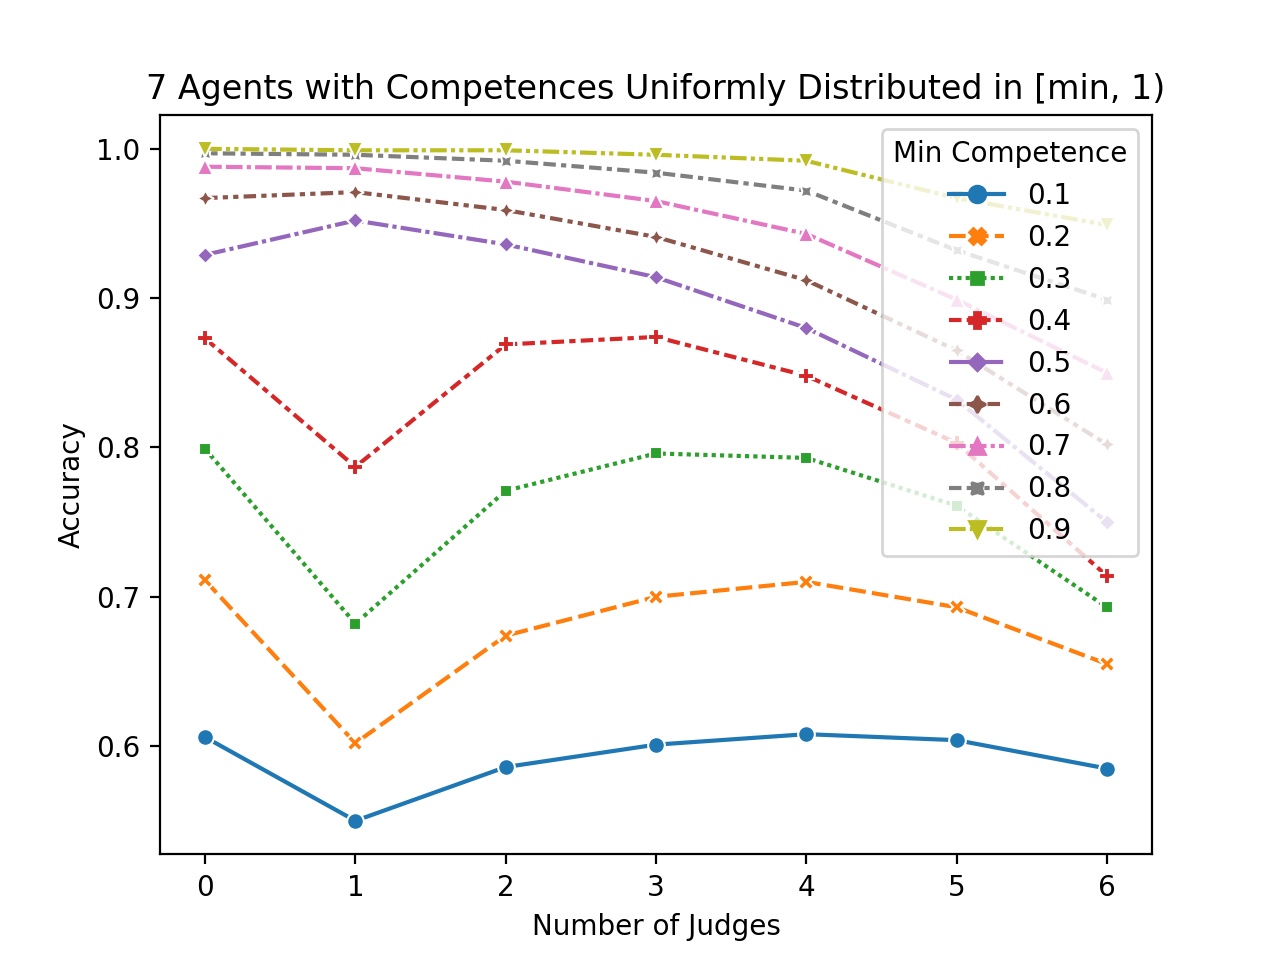 7 Agents with Competences Uniformly Distributed in [min, 1)
Accuracy
1.0
0.9
0.8
0.7
0.6
Min Competence
0.1
0.2
0.3
0.4
0.5
0.6
0.7
0.8
0.9
0 1 2 3 4 5 6
Number of Judges